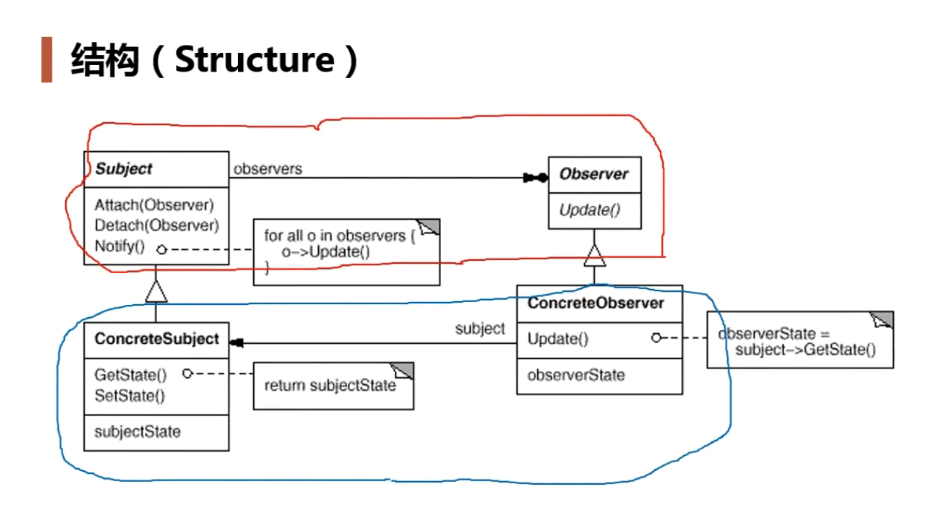 结构（Structure）
Subject
observers
Observer
Attach(Observer)
Detach(Observer)
Notify()
for all o in observers {
o->Update()
}
Update()
ConcreteSubject
subject
ConcreteObserver
GetState()
SetState()
return subjectState
Update()
observerState =
subject->GetState()
subjectState
observerState